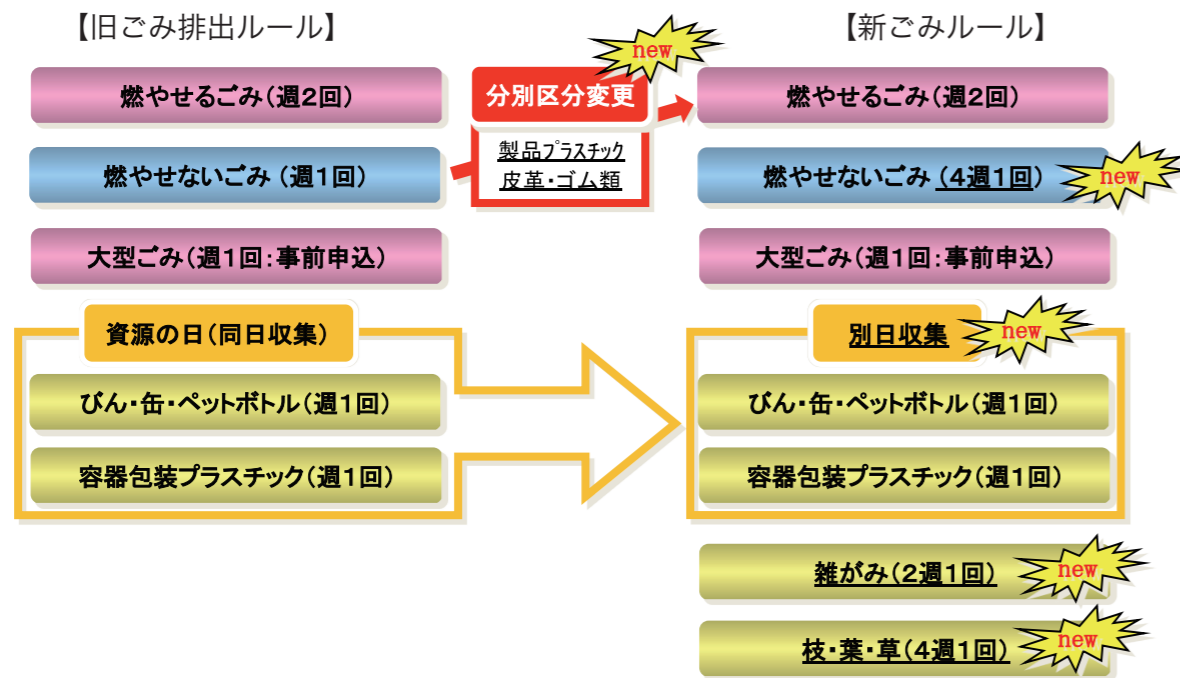 【旧ごみ排出ルール】
【新ごみルール】
new
燃やせるごみ(週2回)
分別区分変更
燃やせるごみ(週2回)
製品プラスチック
皮革・ゴム類
燃やせないごみ(週1回)
燃やせないごみ(4週1回)
new
大型ごみ(週1回:事前申込)
大型ごみ(週1回:事前申込)
資源の日(同日収集)
別日収集
new
びん・缶・ペットボトル(週1回)
びん・缶・ペットボトル(週1回)
容器包装プラスチック(週1回)
容器包装プラスチック(週1回)
雑がみ(2週1回)
new
枝・葉・草(4週1回)
new